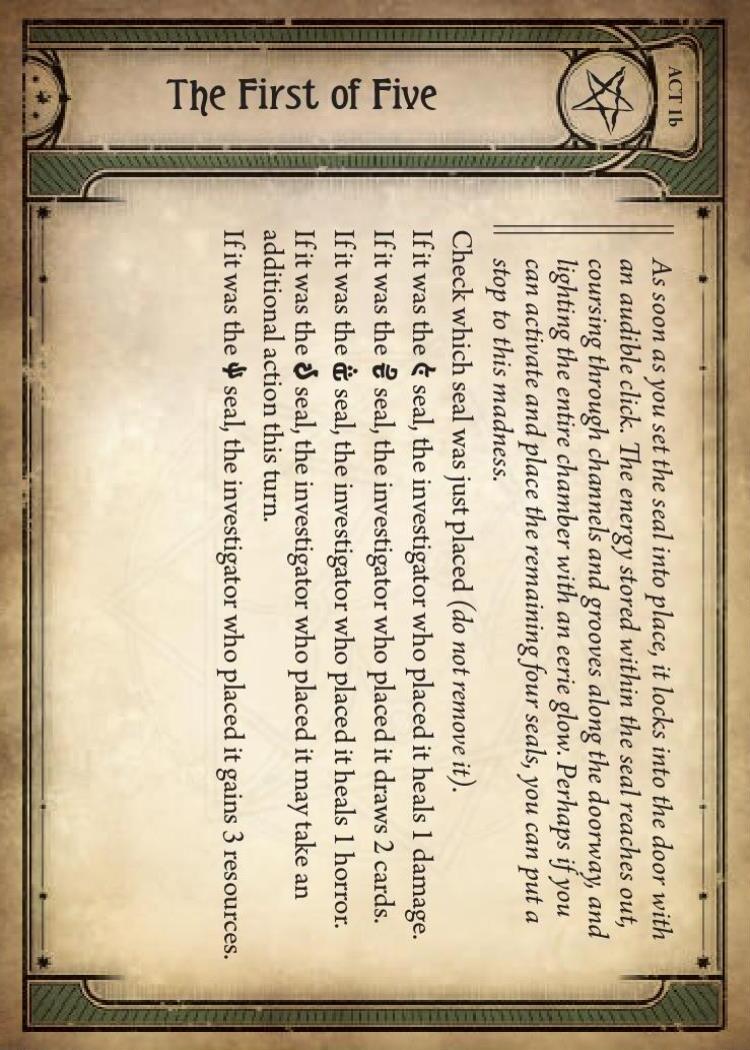 ACT 1b
The First of Five
As soon as you set the seal into place, it locks into the door with
an audible click. The energy stored within the seal reaches out,
coursing through channels and grooves along the doorway, and
lighting the entire chamber with an eerie glow. Perhaps if you
can activate and place the remaining four seals, you can put a
stop to this madness.
Check which seal was just placed (do not remove it).
If it was the seal, the investigator who placed it heals 1 damage.
If it was the seal, the investigator who placed it draws 2 cards.
If it was the seal, the investigator who placed it heals 1 horror.
If it was the seal, the investigator who placed it may take an
additional action this turn.
If it was the seal, the investigator who placed it gains 3 resources.